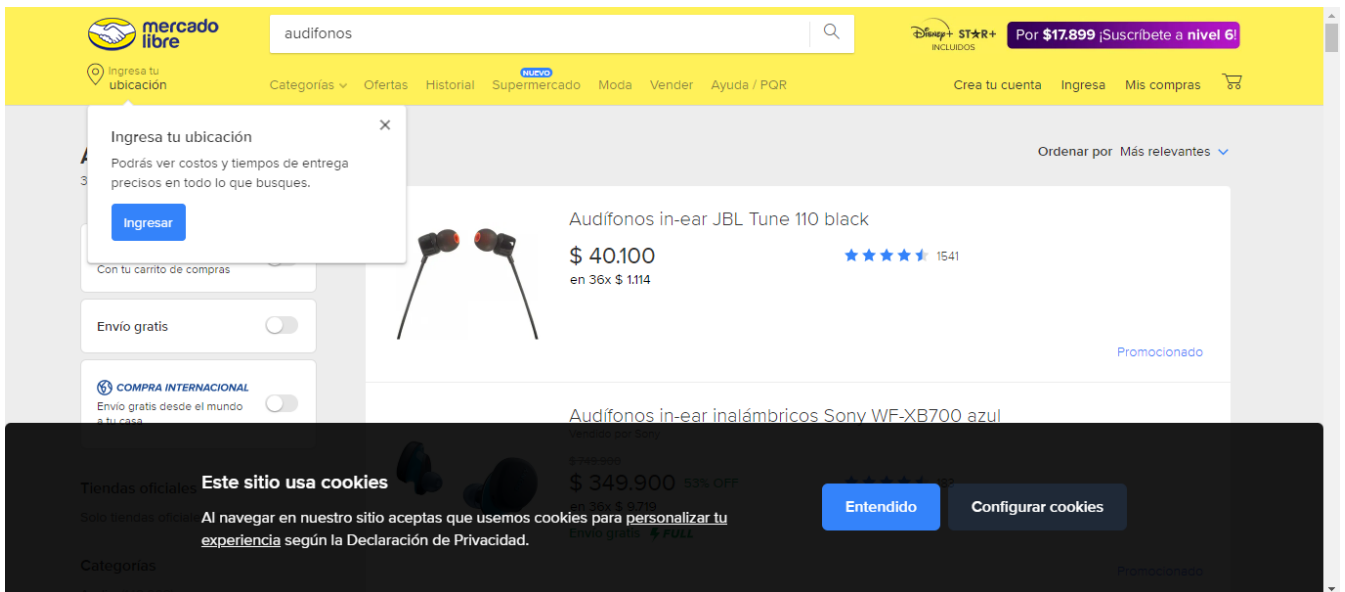 mercado
libre
audífonos
Disney+ ST★R+
INCLUIDOS
Por $17.899 ¡Suscríbete a nivel 6!
Ingresa tu
ubicación
Categorías
Ofertas
Historial
NUEVO
Supermercado
Moda
Vender
Ayuda / PQR
Crea tu cuenta
Ingresa
Mis compras
Ingresa tu ubicación
Podrás ver costos y tiempos de entrega
precisos en todo lo que busques.
Ingresar
Ordenar por Más relevantes
Con tu carrito de compras
Envío gratis
COMPRA INTERNACIONAL
Envío gratis desde el mundo
a tu casa
Audífonos in-ear JBL Tune 110 black
$ 40.100
1541
en 36x $ 1.114
Promocionado
Audífonos in-ear inalámbricos Sony WF-XB700 azul
Vendido por Sony
$ 749.900
$ 349.900 53% OFF
en 36x $ 9.719
Envío gratis FULL
Promocionado
Tiendas oficiales
Solo tiendas oficiales
Categorías
Este sitio usa cookies
Al navegar en nuestro sitio aceptas que usemos cookies para personalizar tu
experiencia según la Declaración de Privacidad.
Entendido
Configurar cookies